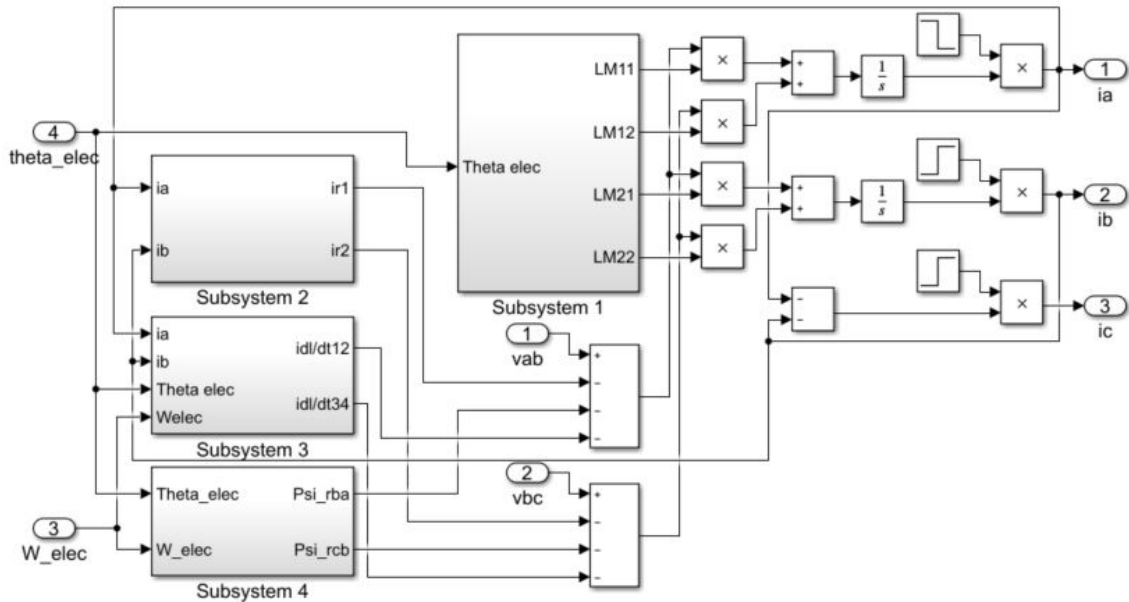 LM11
LM12
LM21
LM22
Theta elec
Subsystem 1
4
theta_elec
ia
ib
ir1
ir2
Subsystem 2
ia
ib
Theta elec
Welec
idl/dt12
idl/dt34
Subsystem 3
Theta_elec
W_elec
Psi_rba
Psi_rcb
Subsystem 4
3
W_elec
1
vab
+
−
−
−
2
vbc
+
−
−
−
×
×
×
×
+
+
1
s
×
1
ia
+
+
1
s
×
2
ib
−
−
×
3
ic